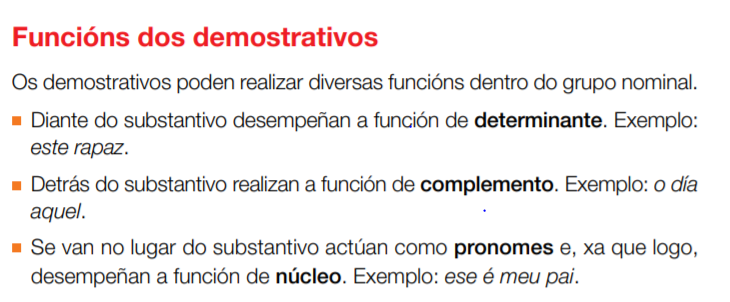 Funcións dos demostrativos
Os demostrativos poden realizar diversas funcións dentro do grupo nominal.
■ Diante do substantivo desempeñan a función de determinante. Exemplo:
este rapaz.
■ Detrás do substantivo realizan a función de complemento. Exemplo: o día
aquel.
■ Se van no lugar do substantivo actúan como pronomes e, xa que logo,
desempeñan a función de núcleo. Exemplo: ese é meu pai.